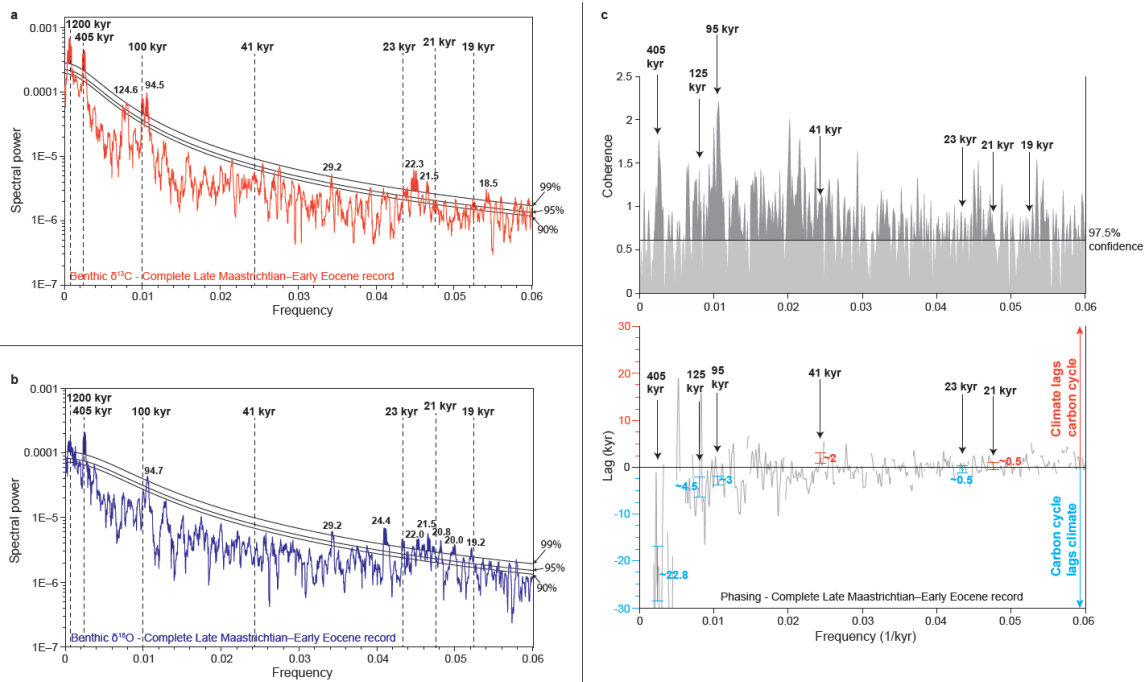 a
1200 kyr
405 kyr
100 kyr
41 kyr
23 kyr
21 kyr
19 kyr
0.001
0.0001
1E–5
1E–6
1E–7
Spectral power
124.6
94.5
29.2
22.3
21.5
18.5
99%
95%
90%
Benthic δ¹³C - Complete Late Maastrichtian–Early Eocene record
0 0.01 0.02 0.03 0.04 0.05 0.06
Frequency
b
1200 kyr
405 kyr
100 kyr
41 kyr
23 kyr
21 kyr
19 kyr
0.001
0.0001
1E–5
1E–6
1E–7
Spectral power
94.7
29.2
24.4
22.0
21.5
20.8
20.0
19.2
99%
95%
90%
Benthic δ¹⁸O - Complete Late Maastrichtian–Early Eocene record
0 0.01 0.02 0.03 0.04 0.05 0.06
Frequency
c
405
kyr
125
kyr
95 kyr
41 kyr
23 kyr
21 kyr
19 kyr
2.5
2
1.5
1
0.5
0
Coherence
97.5%
confidence
0 0.01 0.02 0.03 0.04 0.05 0.06
30
20
10
0
-10
-20
-30
Lag (kyr)
405
kyr
125
kyr
95
kyr
41 kyr
23 kyr
21 kyr
~22.8
~4.5
~3
~2
~0.5
~0.5
Climate lags
carbon cycle
Carbon cycle
lags climate
Phasing - Complete Late Maastrichtian–Early Eocene record
0 0.01 0.02 0.03 0.04 0.05 0.06
Frequency (1/kyr)